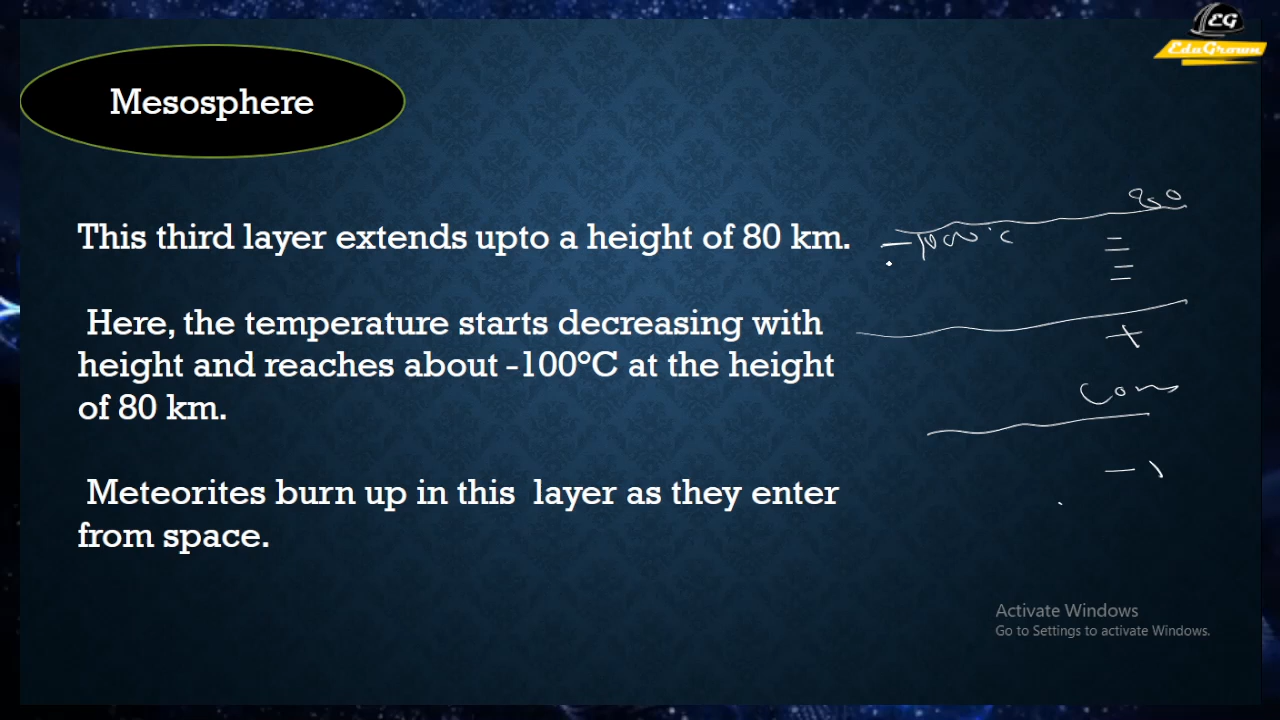 EG
EduGrown
Mesosphere
This third layer extends upto a height of 80 km.
Here, the temperature starts decreasing with
height and reaches about -100°C at the height
of 80 km.
Meteorites burn up in this layer as they enter
from space.
-100°C
+
Activate Windows
Go to Settings to activate Windows.